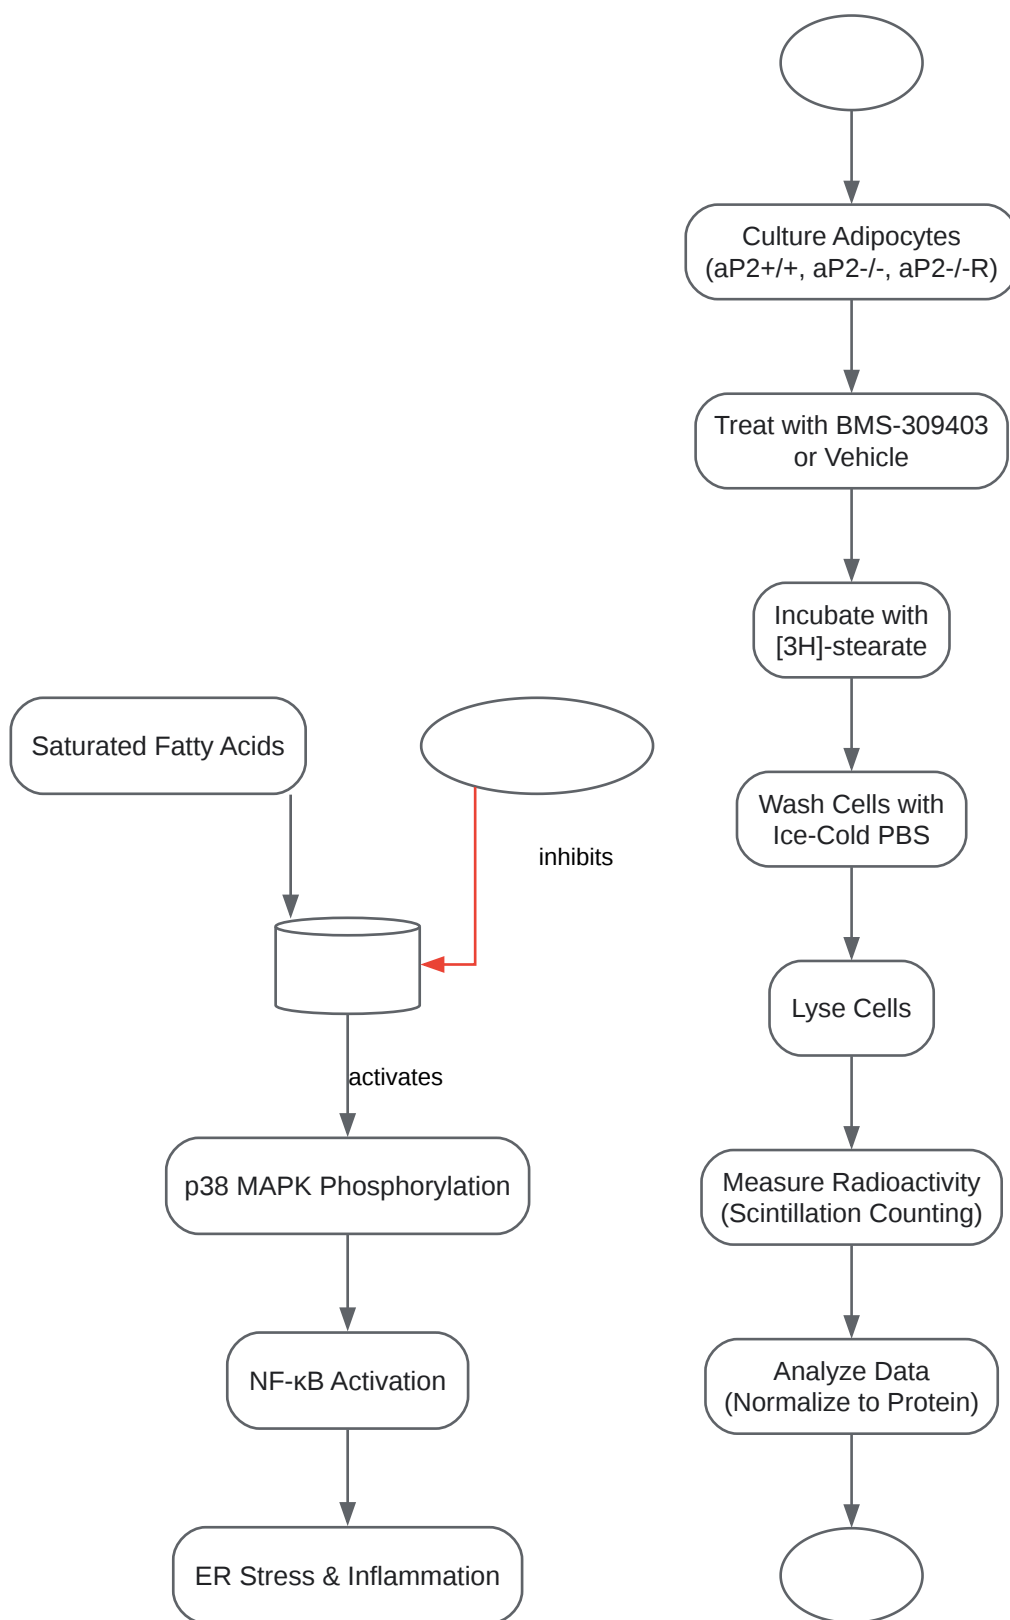 Culture Adipocytes
(aP2+/+, aP2-/-, aP2-/-R)
Treat with BMS-309403
or Vehicle
Incubate with
[3H]-stearate
Wash Cells with
Ice-Cold PBS
Lyse Cells
Measure Radioactivity
(Scintillation Counting)
Analyze Data
(Normalize to Protein)
Saturated Fatty Acids
inhibits
activates
p38 MAPK Phosphorylation
NF-κB Activation
ER Stress & Inflammation